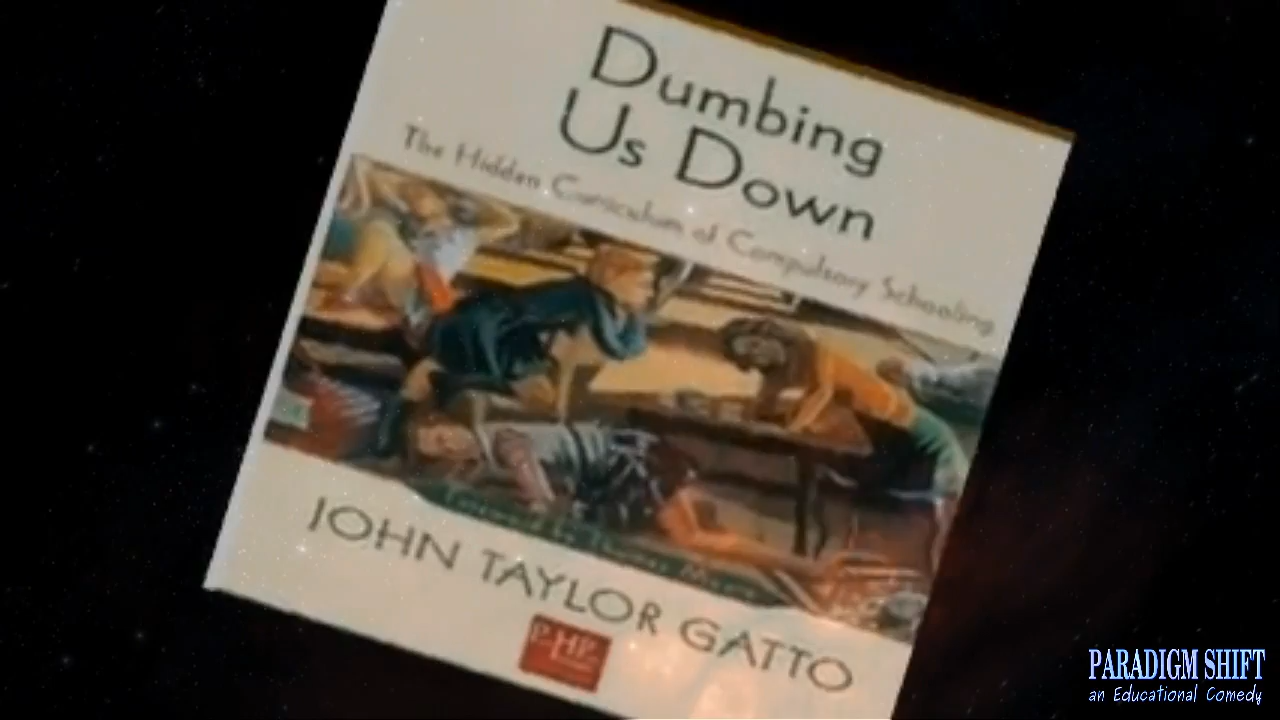 Dumbing
Us Down
The Hidden Curriculum of Compulsory Schooling
JOHN TAYLOR GATTO
PARADIGM SHIFT
an Educational Comedy